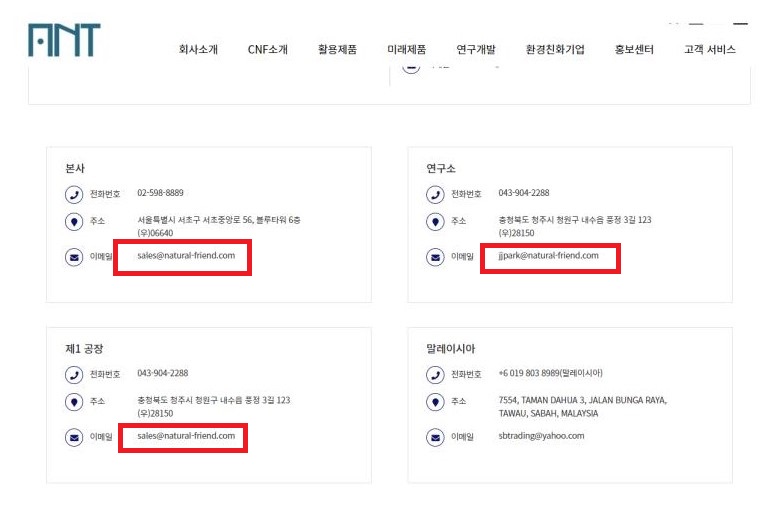 ANT
회사소개 CNF소개 활용제품 미래제품 연구개발 환경친화기업 홍보센터 고객 서비스
본사
전화번호 02-598-8889
주소 서울특별시 서초구 서초중앙로 56, 블루타워 6층
(우)06640
이메일 sales@natural-friend.com
연구소
전화번호 043-904-2288
주소 충청북도 청주시 청원구 내수읍 풍정 3길 123
(우)28150
이메일 jjpark@natural-friend.com
제1 공장
전화번호 043-904-2288
주소 충청북도 청주시 청원구 내수읍 풍정 3길 123
(우)28150
이메일 sales@natural-friend.com
말레이시아
전화번호 +6 019 803 8989(말레이시아)
주소 7554, TAMAN DAHUA 3, JALAN BUNGA RAYA,
TAWAU, SABAH, MALAYSIA
이메일 sbtrading@yahoo.com